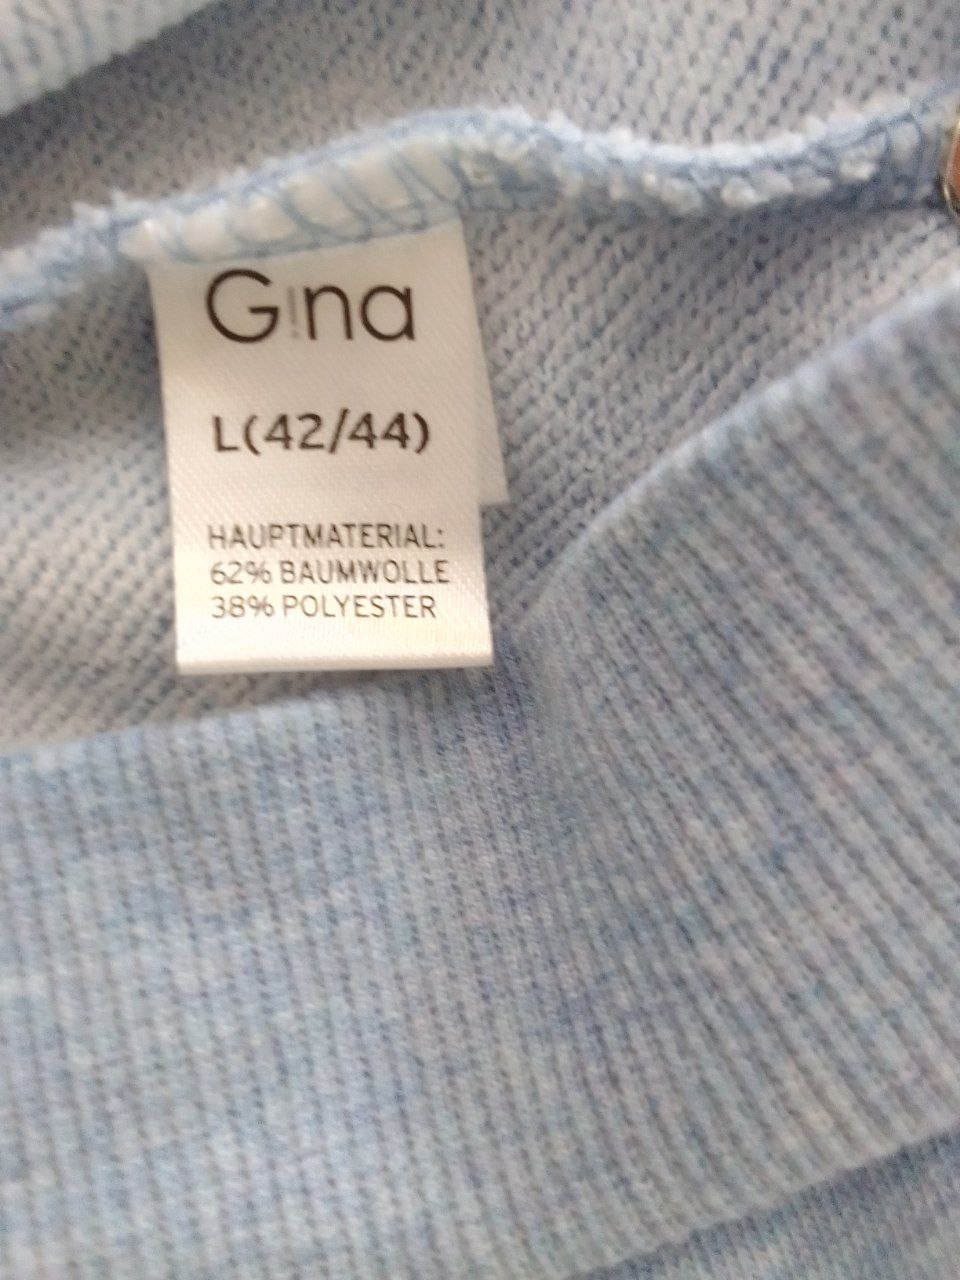 Gina
L(42/44)
HAUPTMATERIAL:
62% BAUMWOLLE
38% POLYESTER